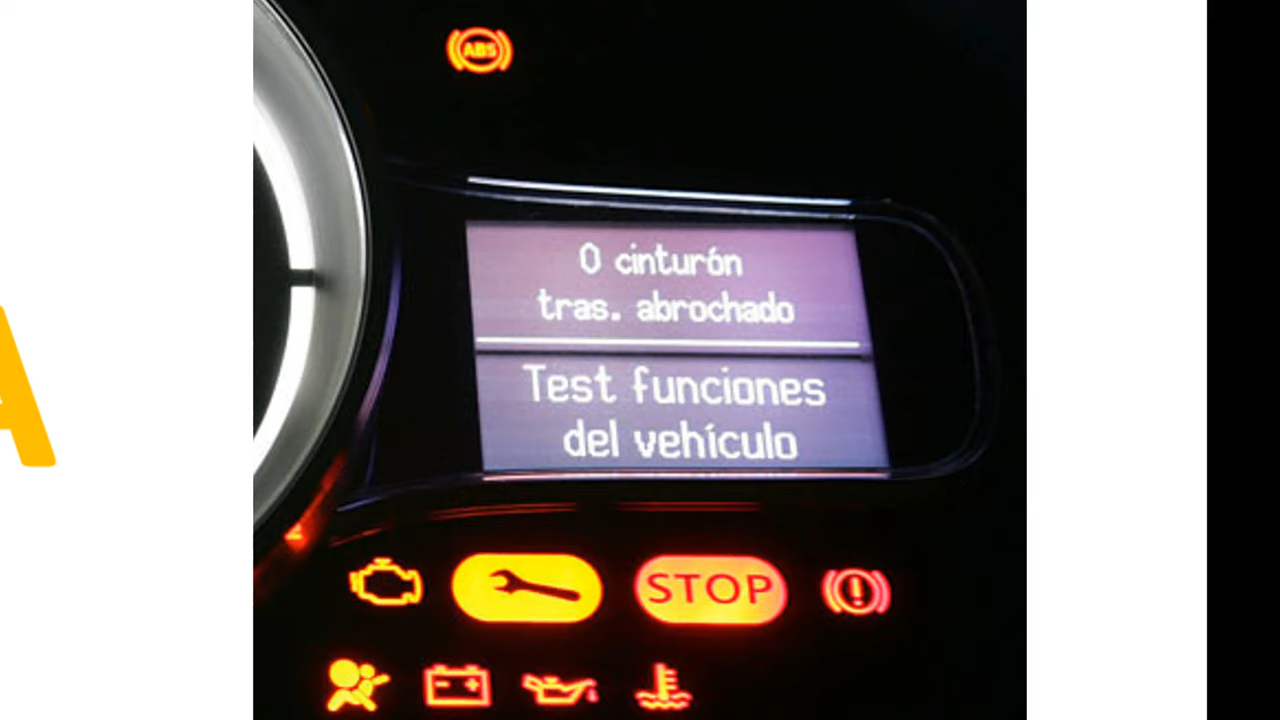 A
ABS
0 cinturón
tras. abrochado
Test funciones
del vehículo
STOP